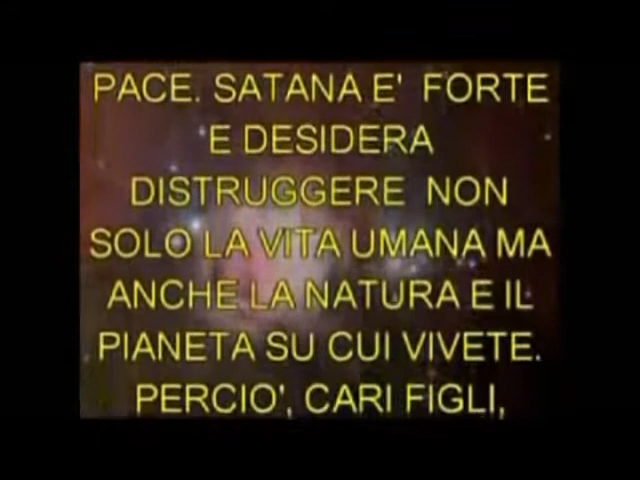 PACE. SATANA E' FORTE
E DESIDERA
DISTRUGGERE NON
SOLO LA VITA UMANA MA
ANCHE LA NATURA E IL
PIANETA SU CUI VIVETE.
PERCIO', CARI FIGLI,